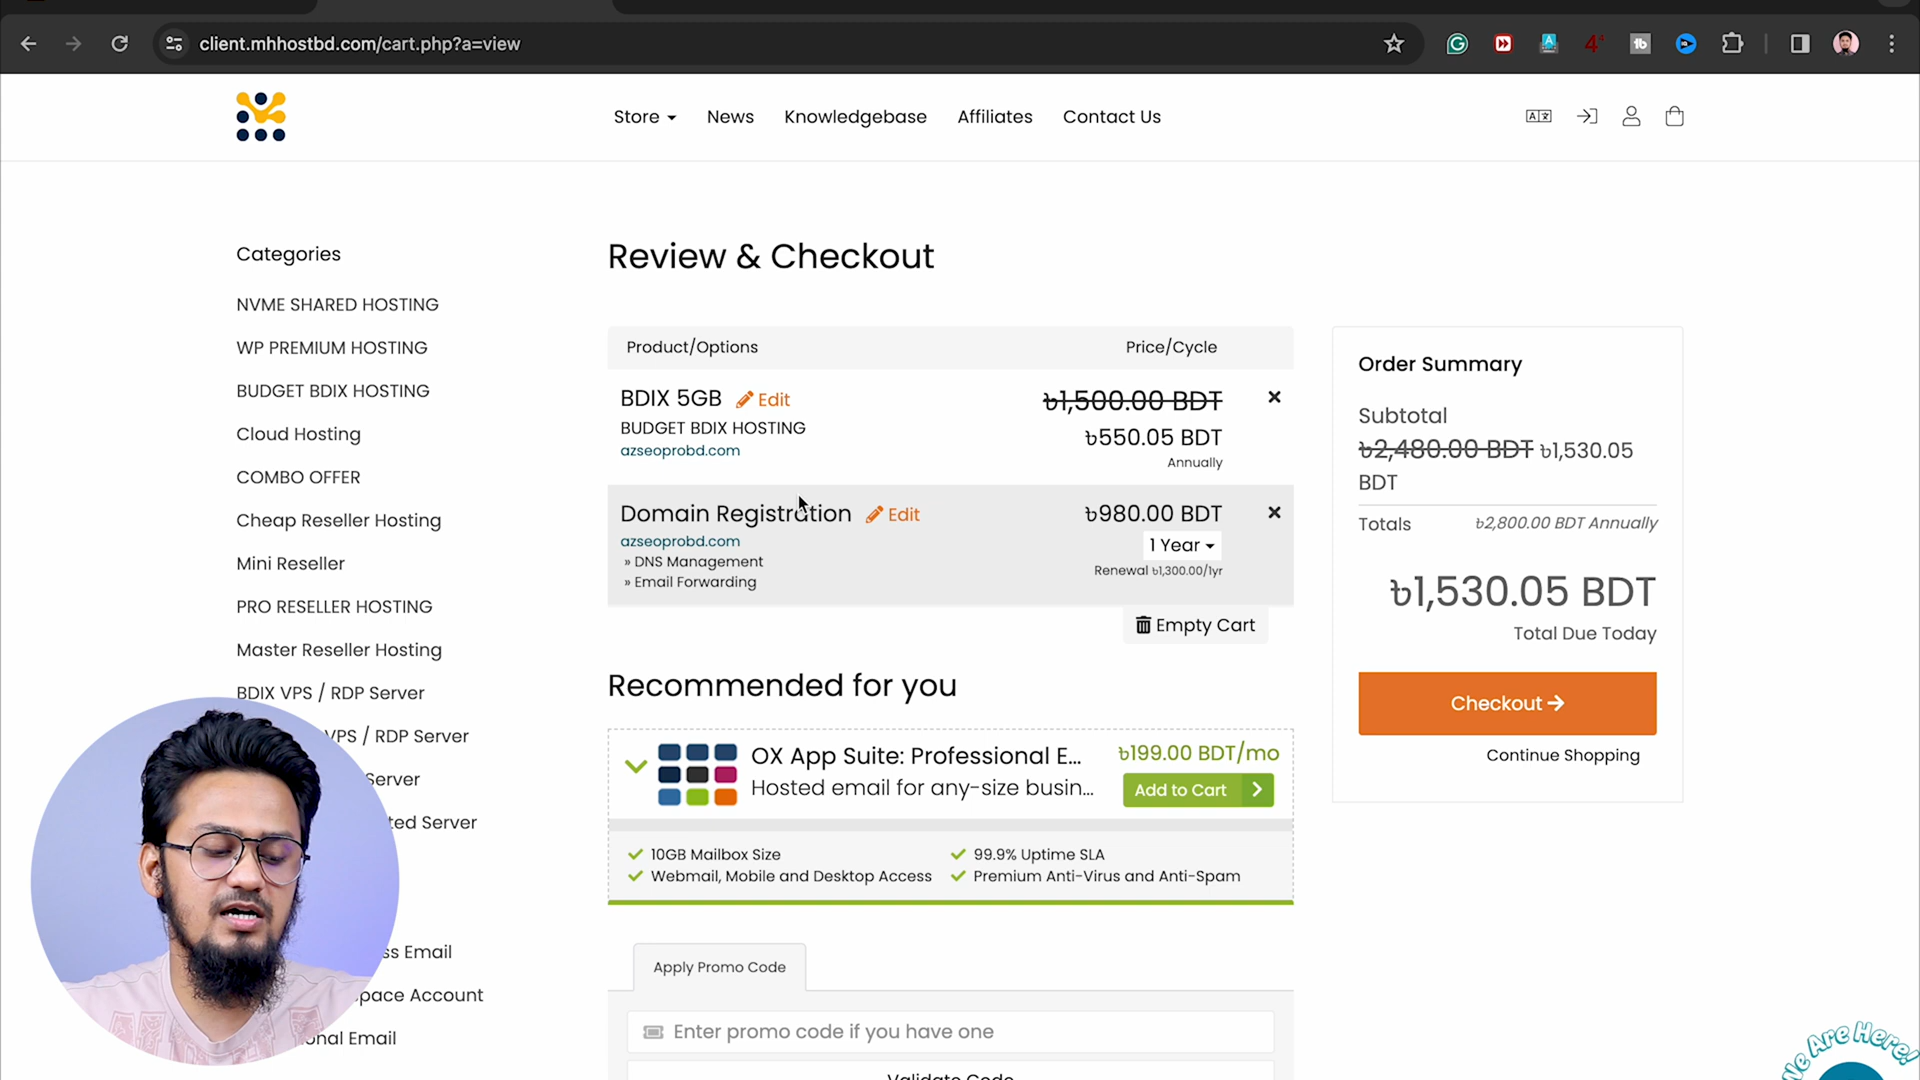 client.mhhostbd.com/cart.php?a=view
Store
News
Knowledgebase
Affiliates
Contact Us
Categories
NVME SHARED HOSTING
WP PREMIUM HOSTING
BUDGET BDIX HOSTING
Cloud Hosting
COMBO OFFER
Cheap Reseller Hosting
Mini Reseller
PRO RESELLER HOSTING
Master Reseller Hosting
BDIX VPS / RDP Server
VPS / RDP Server
Server
ted Server
ss Email
pace Account
onal Email
Review & Checkout
Product/Options
Price/Cycle
BDIX 5GB
Edit
৳1,500.00 BDT
BUDGET BDIX HOSTING
৳550.05 BDT
azseoprobd.com
Annually
Domain Registration
Edit
৳980.00 BDT
azseoprobd.com
1 Year
» DNS Management
Renewal ৳1,300.00/1yr
» Email Forwarding
Empty Cart
Recommended for you
OX App Suite: Professional E...
৳199.00 BDT/mo
Hosted email for any-size busin...
Add to Cart
10GB Mailbox Size
99.9% Uptime SLA
Webmail, Mobile and Desktop Access
Premium Anti-Virus and Anti-Spam
Apply Promo Code
Enter promo code if you have one
Validate Code
Order Summary
Subtotal
৳2,480.00 BDT ৳1,530.05
BDT
Totals
৳2,800.00 BDT Annually
৳1,530.05 BDT
Total Due Today
Checkout
Continue Shopping
We Are Here!